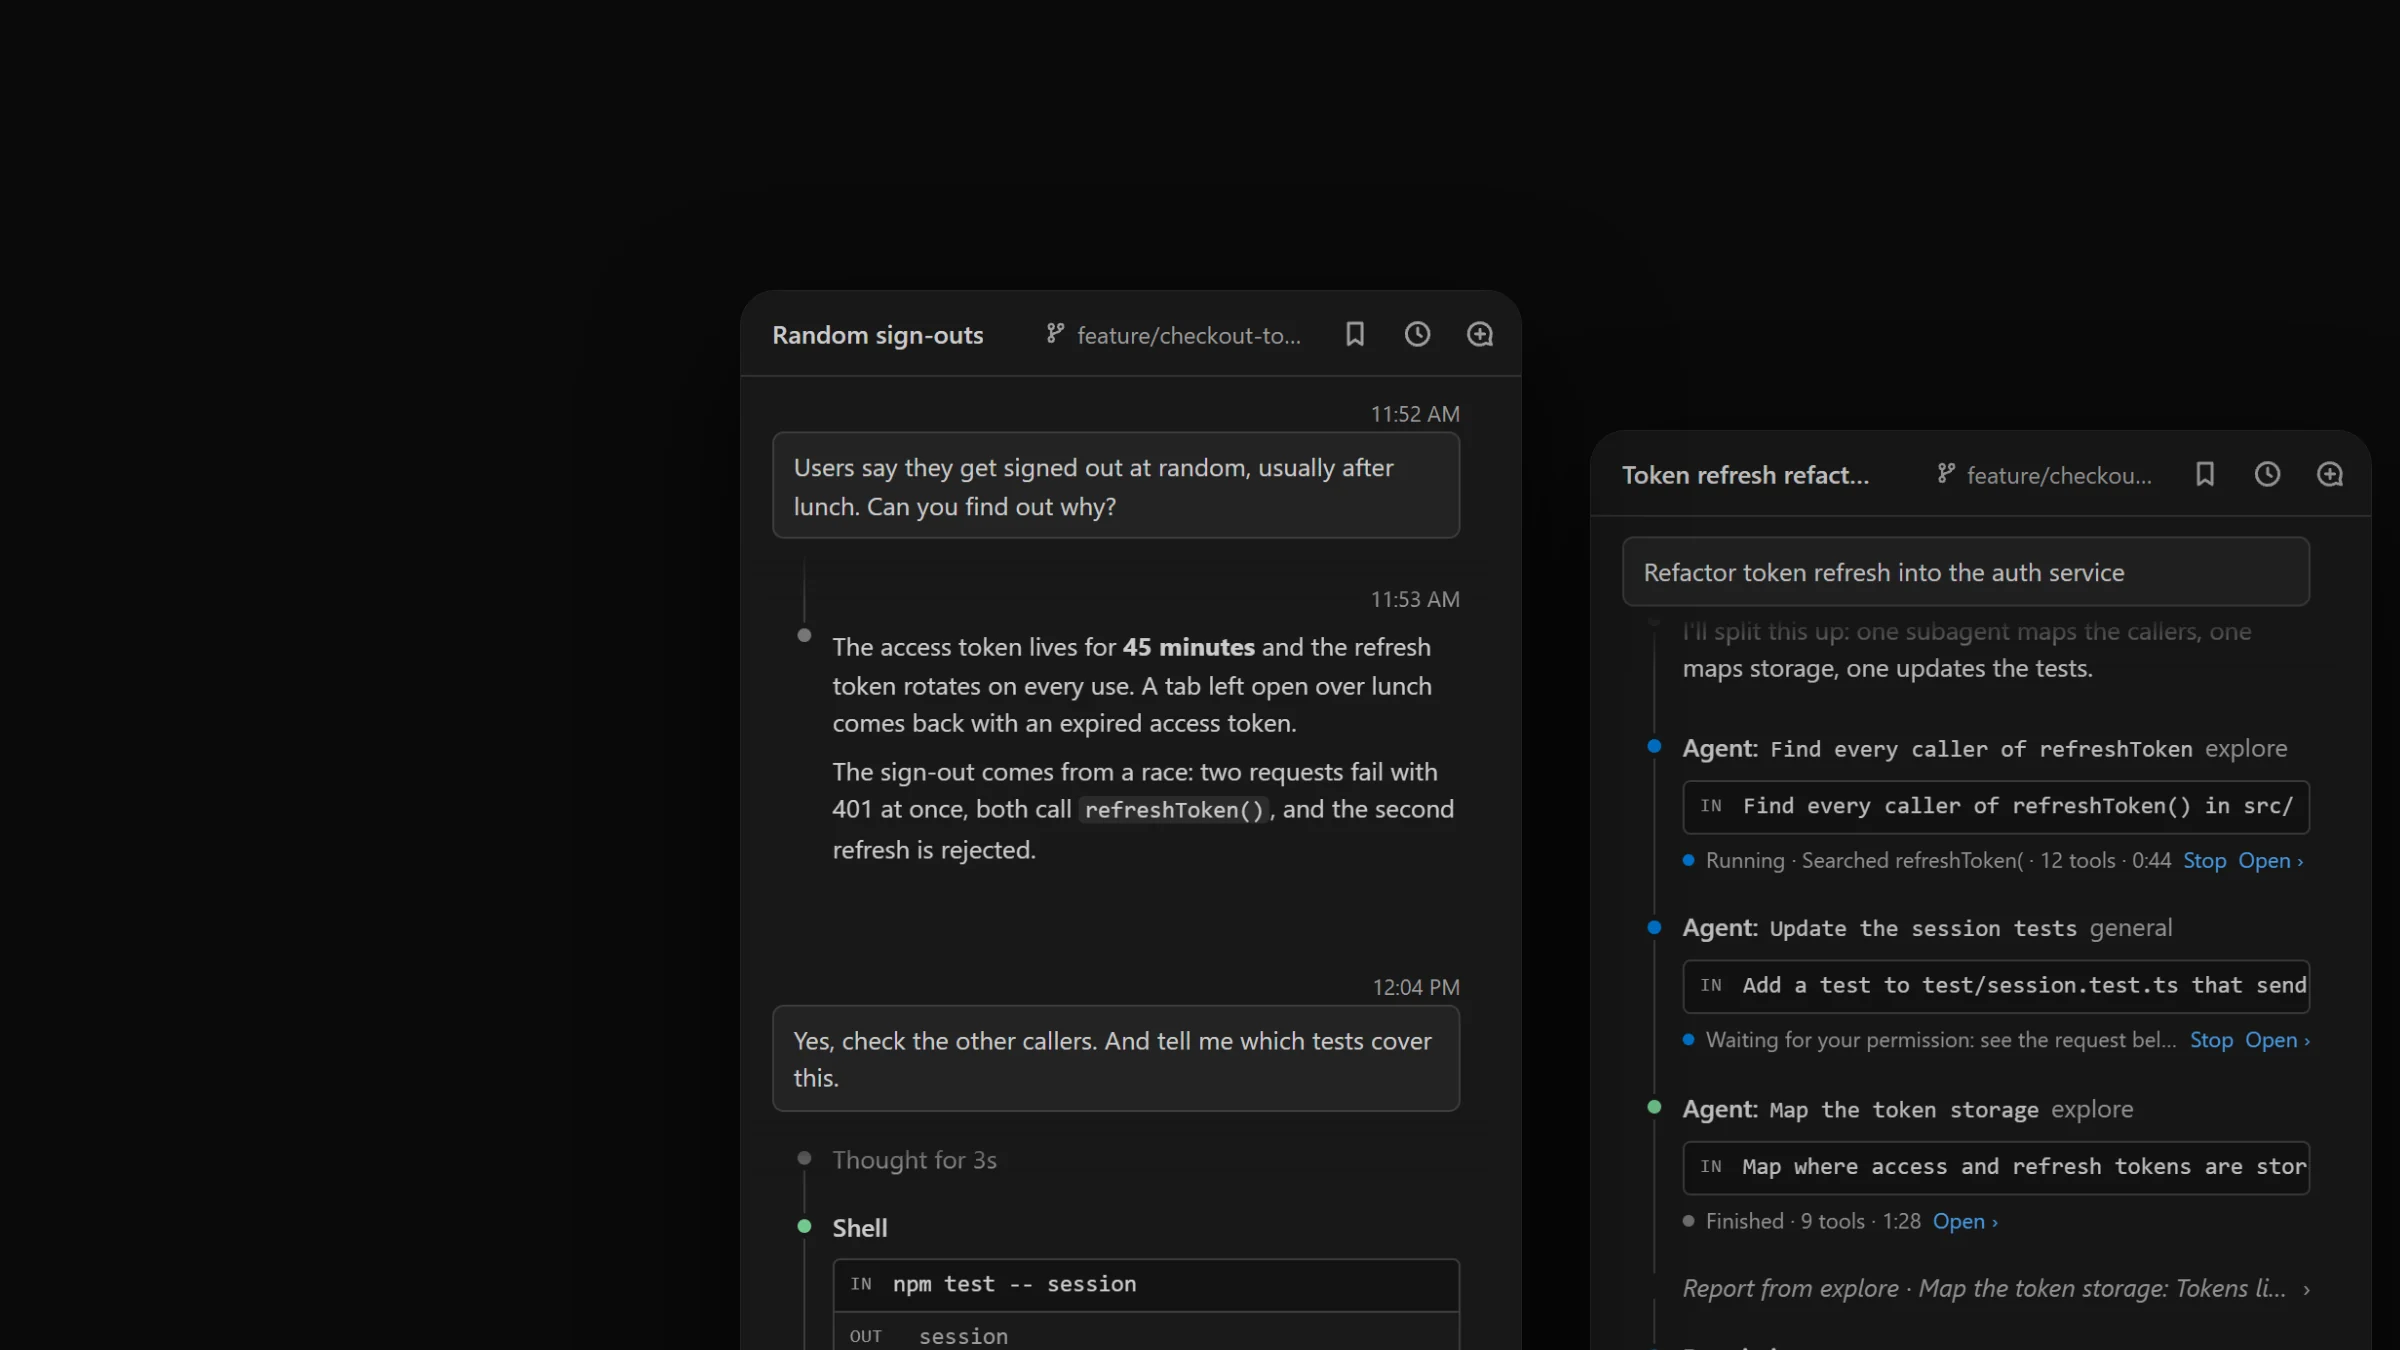 Random sign-outs
feature/checkout-to...
11:52 AM
Users say they get signed out at random, usually after
lunch. Can you find out why?
11:53 AM
The access token lives for 45 minutes and the refresh
token rotates on every use. A tab left open over lunch
comes back with an expired access token.
The sign-out comes from a race: two requests fail with
401 at once, both call refreshToken(), and the second
refresh is rejected.
12:04 PM
Yes, check the other callers. And tell me which tests cover
this.
Thought for 3s
Shell
IN npm test -- session
OUT session
Token refresh refact...
feature/checkou...
Refactor token refresh into the auth service
I'll split this up: one subagent maps the callers, one
maps storage, one updates the tests.
Agent: Find every caller of refreshToken explore
IN Find every caller of refreshToken() in src/
Running · Searched refreshToken( · 12 tools · 0:44 Stop Open ›
Agent: Update the session tests general
IN Add a test to test/session.test.ts that send
Waiting for your permission: see the request bel... Stop Open ›
Agent: Map the token storage explore
IN Map where access and refresh tokens are stor
Finished · 9 tools · 1:28 Open ›
Report from explore · Map the token storage: Tokens li... ›